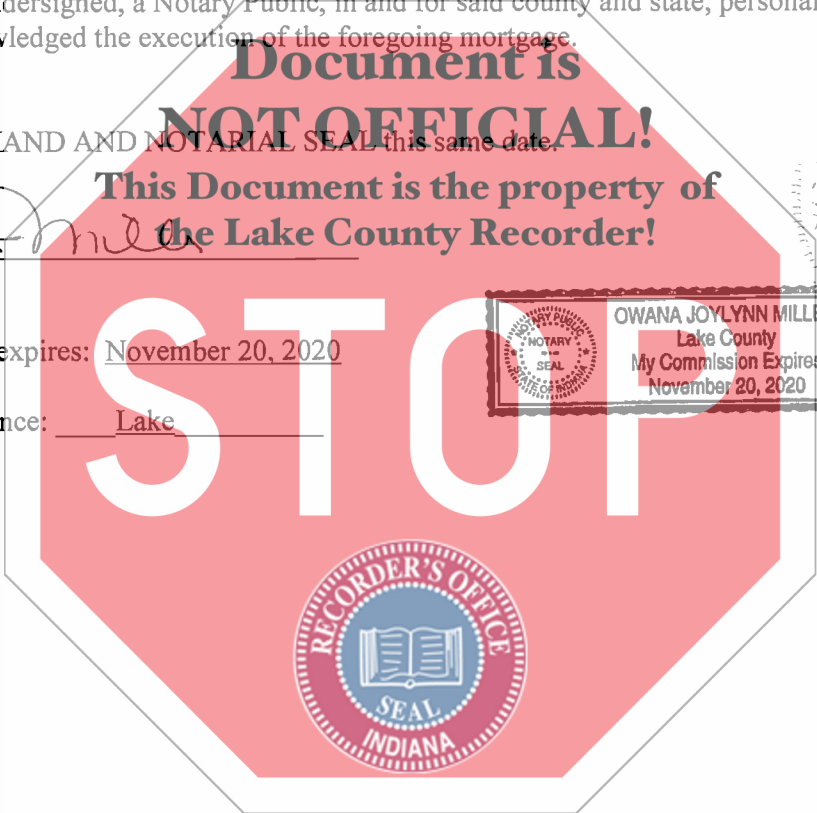 dersigned, a Notary Public, in and for said county and state, personal
ledged the execution of the foregoing mortgage.
Document is
NOT OFFICIAL!
AND AND NOTARIAL SEAL this same date.
This Document is the property of
the Lake County Recorder!
Miller
STOP
OWANA JOYLYNN MILLE
Lake County
My Commission Expires
November 20, 2020
NOTARY PUBLIC
NOTARY
SEAL
STATE OF INDIANA
expires: November 20, 2020
nce: Lake
RECORDER'S OFFICE
SEAL
INDIANA